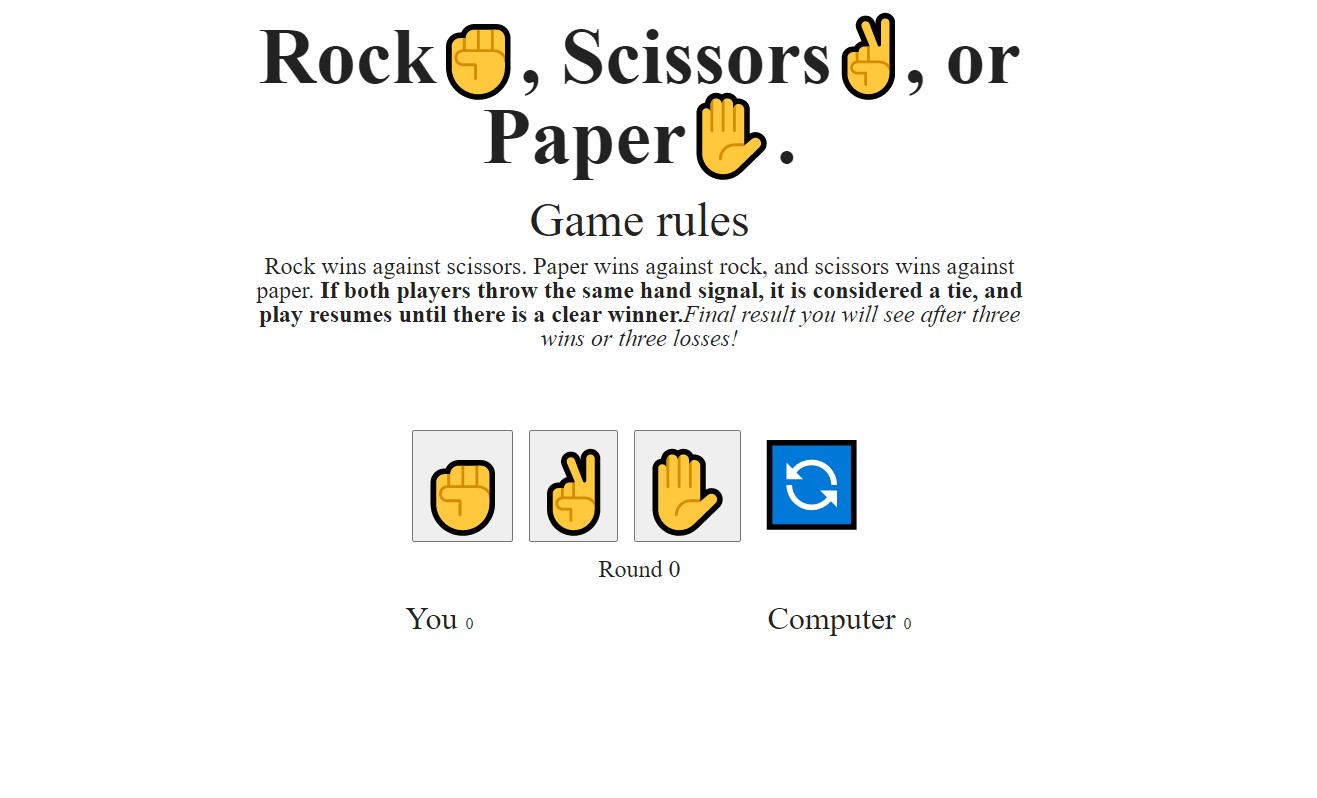 Rock✊, Scissors✌, or
Paper✋.
Game rules
Rock wins against scissors. Paper wins against rock, and scissors wins against
paper. If both players throw the same hand signal, it is considered a tie, and
play resumes until there is a clear winner.Final result you will see after three
wins or three losses!
Round 0
You 0
Computer 0